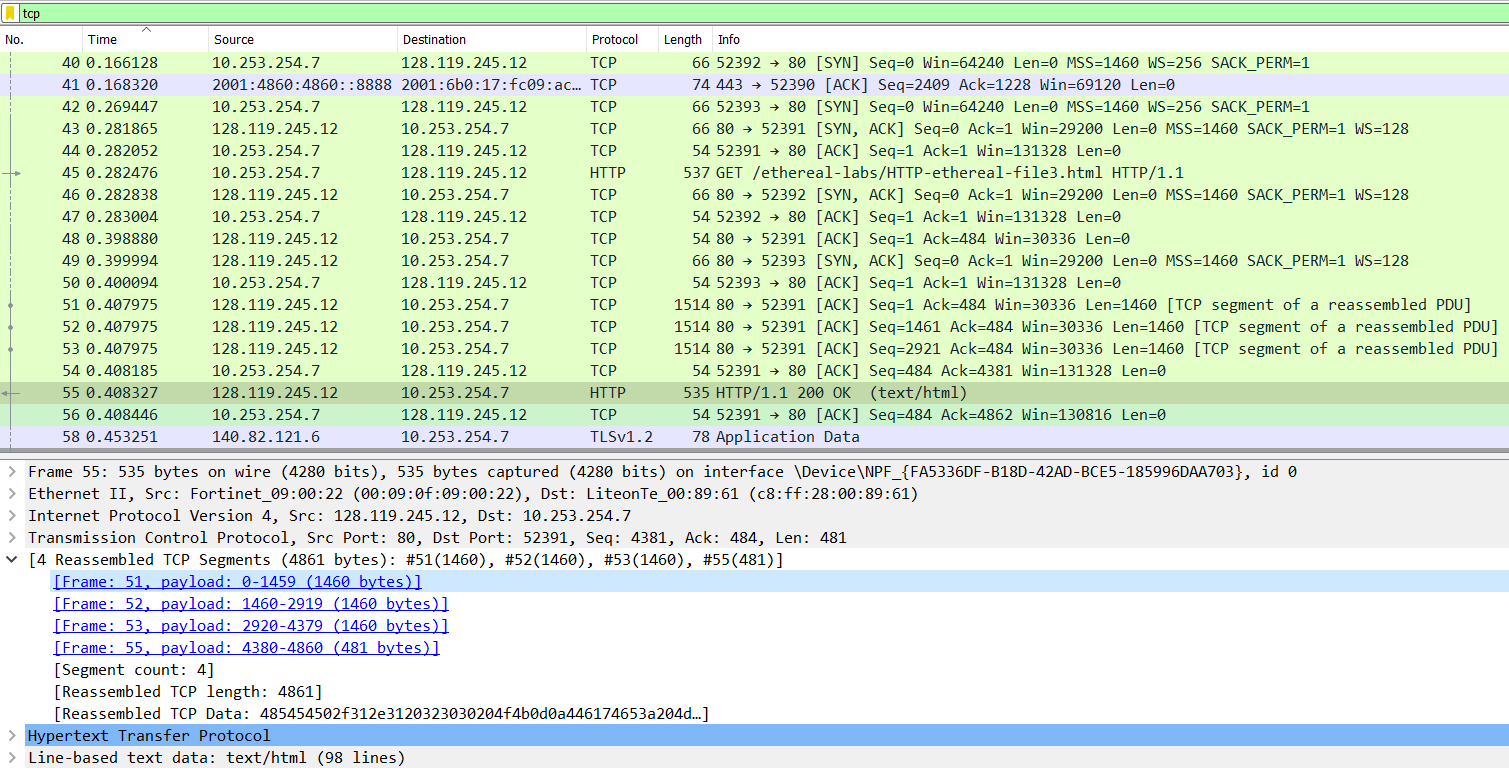 tcp
No. Time Source Destination Protocol Length Info
40 0.166128 10.253.254.7 128.119.245.12 TCP 66 52392 → 80 [SYN] Seq=0 Win=64240 Len=0 MSS=1460 WS=256 SACK_PERM=1
41 0.168320 2001:4860:4860::8888 2001:6b0:17:fc09:ac… TCP 74 443 → 52390 [ACK] Seq=2409 Ack=1228 Win=69120 Len=0
42 0.269447 10.253.254.7 128.119.245.12 TCP 66 52393 → 80 [SYN] Seq=0 Win=64240 Len=0 MSS=1460 WS=256 SACK_PERM=1
43 0.281865 128.119.245.12 10.253.254.7 TCP 66 80 → 52391 [SYN, ACK] Seq=0 Ack=1 Win=29200 Len=0 MSS=1460 SACK_PERM=1 WS=128
44 0.282052 10.253.254.7 128.119.245.12 TCP 54 52391 → 80 [ACK] Seq=1 Ack=1 Win=131328 Len=0
45 0.282476 10.253.254.7 128.119.245.12 HTTP 537 GET /ethereal-labs/HTTP-ethereal-file3.html HTTP/1.1
46 0.282838 128.119.245.12 10.253.254.7 TCP 66 80 → 52392 [SYN, ACK] Seq=0 Ack=1 Win=29200 Len=0 MSS=1460 SACK_PERM=1 WS=128
47 0.283004 10.253.254.7 128.119.245.12 TCP 54 52392 → 80 [ACK] Seq=1 Ack=1 Win=131328 Len=0
48 0.398880 128.119.245.12 10.253.254.7 TCP 54 80 → 52391 [ACK] Seq=1 Ack=484 Win=30336 Len=0
49 0.399994 128.119.245.12 10.253.254.7 TCP 66 80 → 52393 [SYN, ACK] Seq=0 Ack=1 Win=29200 Len=0 MSS=1460 SACK_PERM=1 WS=128
50 0.400094 10.253.254.7 128.119.245.12 TCP 54 52393 → 80 [ACK] Seq=1 Ack=1 Win=131328 Len=0
51 0.407975 128.119.245.12 10.253.254.7 TCP 1514 80 → 52391 [ACK] Seq=1 Ack=484 Win=30336 Len=1460 [TCP segment of a reassembled PDU]
52 0.407975 128.119.245.12 10.253.254.7 TCP 1514 80 → 52391 [ACK] Seq=1461 Ack=484 Win=30336 Len=1460 [TCP segment of a reassembled PDU]
53 0.407975 128.119.245.12 10.253.254.7 TCP 1514 80 → 52391 [ACK] Seq=2921 Ack=484 Win=30336 Len=1460 [TCP segment of a reassembled PDU]
54 0.408185 10.253.254.7 128.119.245.12 TCP 54 52391 → 80 [ACK] Seq=484 Ack=4381 Win=131328 Len=0
55 0.408327 128.119.245.12 10.253.254.7 HTTP 535 HTTP/1.1 200 OK (text/html)
56 0.408446 10.253.254.7 128.119.245.12 TCP 54 52391 → 80 [ACK] Seq=484 Ack=4862 Win=130816 Len=0
58 0.453251 140.82.121.6 10.253.254.7 TLSv1.2 78 Application Data
Frame 55: 535 bytes on wire (4280 bits), 535 bytes captured (4280 bits) on interface \Device\NPF_{FA5336DF-B18D-42AD-BCE5-185996DAA703}, id 0
Ethernet II, Src: Fortinet_09:00:22 (00:09:0f:09:00:22), Dst: LiteonTe_00:89:61 (c8:ff:28:00:89:61)
Internet Protocol Version 4, Src: 128.119.245.12, Dst: 10.253.254.7
Transmission Control Protocol, Src Port: 80, Dst Port: 52391, Seq: 4381, Ack: 484, Len: 481
[4 Reassembled TCP Segments (4861 bytes): #51(1460), #52(1460), #53(1460), #55(481)]
[Frame: 51, payload: 0-1459 (1460 bytes)]
[Frame: 52, payload: 1460-2919 (1460 bytes)]
[Frame: 53, payload: 2920-4379 (1460 bytes)]
[Frame: 55, payload: 4380-4860 (481 bytes)]
[Segment count: 4]
[Reassembled TCP length: 4861]
[Reassembled TCP Data: 485454502f312e3120323030204f4b0d0a446174653a204d…]
Hypertext Transfer Protocol
Line-based text data: text/html (98 lines)